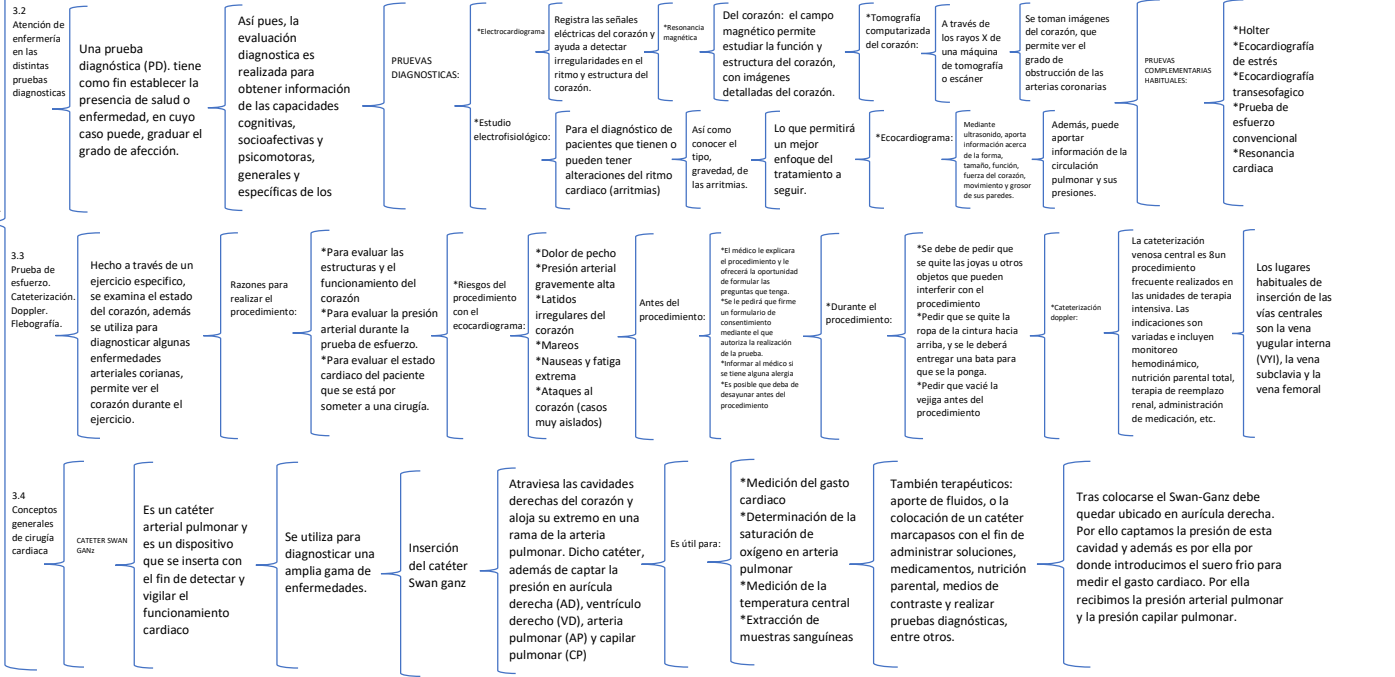 3.2
Atención de
enfermería
en las
distintas
pruebas
diagnosticas
Una prueba
diagnóstica (PD). tiene
como fin establecer la
presencia de salud o
enfermedad, en cuyo
caso puede, graduar el
grado de afección.
Así pues, la
evaluación
diagnostica es
realizada para
obtener información
de las capacidades
cognitivas,
socioafectivas y
psicomotoras,
generales y
específicas de los
PRUEVAS
DIAGNOSTICAS:
*Electrocardiograma
Registra las señales
eléctricas del corazón y
ayuda a detectar
irregularidades en el
ritmo y estructura del
corazón.
*Resonancia
magnética
Del corazón:  el campo
magnético permite
estudiar la función y
estructura del corazón,
con imágenes
detalladas del corazón.
*Tomografía
computarizada
del corazón:
A través de
los rayos X de
una máquina
de tomografía
o escáner
Se toman imágenes
del corazón, que
permite ver el
grado de
obstrucción de las
arterias coronarias
*Estudio
electrofisiológico:
Para el diagnóstico de
pacientes que tienen o
pueden tener
alteraciones del ritmo
cardiaco (arritmias)
Así como
conocer el
tipo,
gravedad, de
las arritmias.
Lo que permitirá
un mejor
enfoque del
tratamiento a
seguir.
*Ecocardiograma:
Mediante
ultrasonido, aporta
información acerca
de la forma,
tamaño, función,
fuerza del corazón,
movimiento y grosor
de sus paredes.
Además, puede
aportar
información de la
circulación
pulmonar y sus
presiones.
PRUEVAS
COMPLEMENTARIAS
HABITUALES:
*Holter
*Ecocardiografía
de estrés
*Ecocardiografía
transesofagico
*Prueba de
esfuerzo
convencional
*Resonancia
cardiaca
3.3
Prueba de
esfuerzo.
Cateterización.
Doppler.
Flebografía.
Hecho a través de un
ejercicio especifico,
se examina el estado
del corazón, además
se utiliza para
diagnosticar algunas
enfermedades
arteriales corianas,
permite ver el
corazón durante el
ejercicio.
Razones para
realizar el
procedimiento:
*Para evaluar las
estructuras y el
funcionamiento del
corazón
*Para evaluar la presión
arterial durante la
prueba de esfuerzo.
*Para evaluar el estado
cardiaco del paciente
que se está por
someter a una cirugía.
*Riesgos del
procedimiento
con el
ecocardiograma:
*Dolor de pecho
*Presión arterial
gravemente alta
*Latidos
irregulares del
corazón
*Mareos
*Nauseas y fatiga
extrema
*Ataques al
corazón (casos
muy aislados)
Antes del
procedimiento:
*El médico le explicara
el procedimiento y le
ofrecerá la oportunidad
de formular las
preguntas que tenga.
*Se le pedirá que firme
un formulario de
consentimiento
mediante el que
autoriza la realización
de la prueba.
*Informar al médico si
se tiene alguna alergia
*Es posible que deba de
desayunar antes del
procedimiento
*Durante el
procedimiento:
*Se debe de pedir que
se quite las joyas u otros
objetos que pueden
interferir con el
procedimiento
*Pedir que se quite la
ropa de la cintura hacia
arriba, y se le deberá
entregar una bata para
que se la ponga.
*Pedir que vacié la
vejiga antes del
procedimiento
*Cateterización
doppler:
La cateterización
venosa central es 8un
procedimiento
frecuente realizados en
las unidades de terapia
intensiva. Las
indicaciones son
variadas e incluyen
monitoreo
hemodinámico,
nutrición parental total,
terapia de reemplazo
renal, administración
de medicación, etc.
Los lugares
habituales de
inserción de las
vías centrales
son la vena
yugular interna
(VYI), la vena
subclavia y la
vena femoral
3.4
Conceptos
generales
de cirugía
cardiaca
CATETER SWAN
GANz
Es un catéter
arterial pulmonar y
es un dispositivo
que se inserta con
el fin de detectar y
vigilar el
funcionamiento
cardiaco
Se utiliza para
diagnosticar una
amplia gama de
enfermedades.
Inserción
del catéter
Swan ganz
Atraviesa las cavidades
derechas del corazón y
aloja su extremo en una
rama de la arteria
pulmonar. Dicho catéter,
además de captar la
presión en aurícula
derecha (AD), ventrículo
derecho (VD), arteria
pulmonar (AP) y capilar
pulmonar (CP)
Es útil para:
*Medición del gasto
cardiaco
*Determinación de la
saturación de
oxígeno en arteria
pulmonar
*Medición de la
temperatura central
*Extracción de
muestras sanguíneas
También terapéuticos:
aporte de fluidos, o la
colocación de un catéter
marcapasos con el fin de
administrar soluciones,
medicamentos, nutrición
parental, medios de
contraste y realizar
pruebas diagnósticas,
entre otros.
Tras colocarse el Swan-Ganz debe
quedar ubicado en aurícula derecha.
Por ello captamos la presión de esta
cavidad y además es por ella por
donde introducimos el suero frio para
medir el gasto cardiaco. Por ella
recibimos la presión arterial pulmonar
y la presión capilar pulmonar.